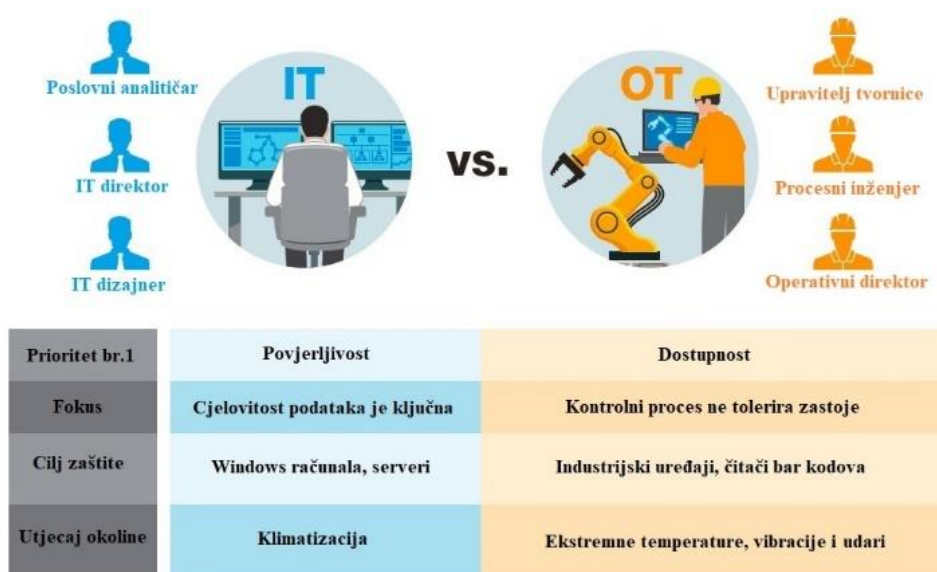 IT
vs.
OT
Poslovni analitičar
IT direktor
IT dizajner
Upravitelj tvornice
Procesni inženjer
Operativni direktor
Prioritet br.1
Povjerljivost
Dostupnost
Fokus
Cjelovitost podataka je ključna
Kontrolni proces ne tolerira zastoje
Cilj zaštite
Windows računala, serveri
Industrijski uređaji, čitači bar kodova
Utjecaj okoline
Klimatizacija
Ekstremne temperature, vibracije i udari